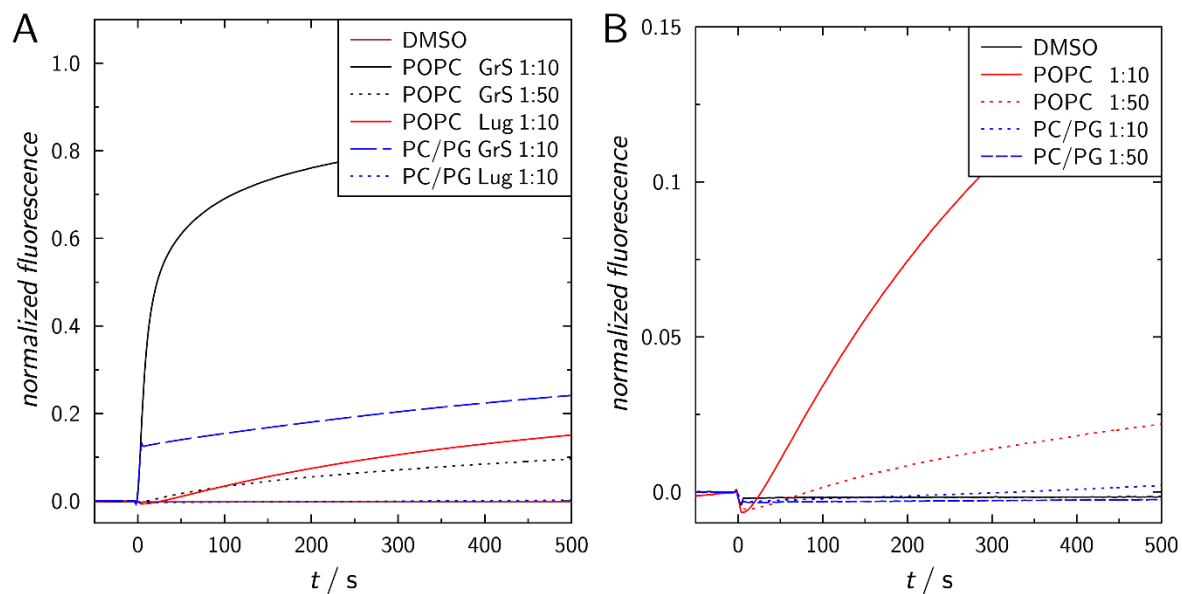 A
normalized fluorescence
1.0
0.8
0.6
0.4
0.2
0.0
DMSO
POPC GrS 1:10
POPC GrS 1:50
POPC Lug 1:10
PC/PG GrS 1:10
PC/PG Lug 1:10
0 100 200 300 400 500
t / s
B
normalized fluorescence
0.15
0.1
0.05
0.0
DMSO
POPC 1:10
POPC 1:50
PC/PG 1:10
PC/PG 1:50
0 100 200 300 400 500
t / s